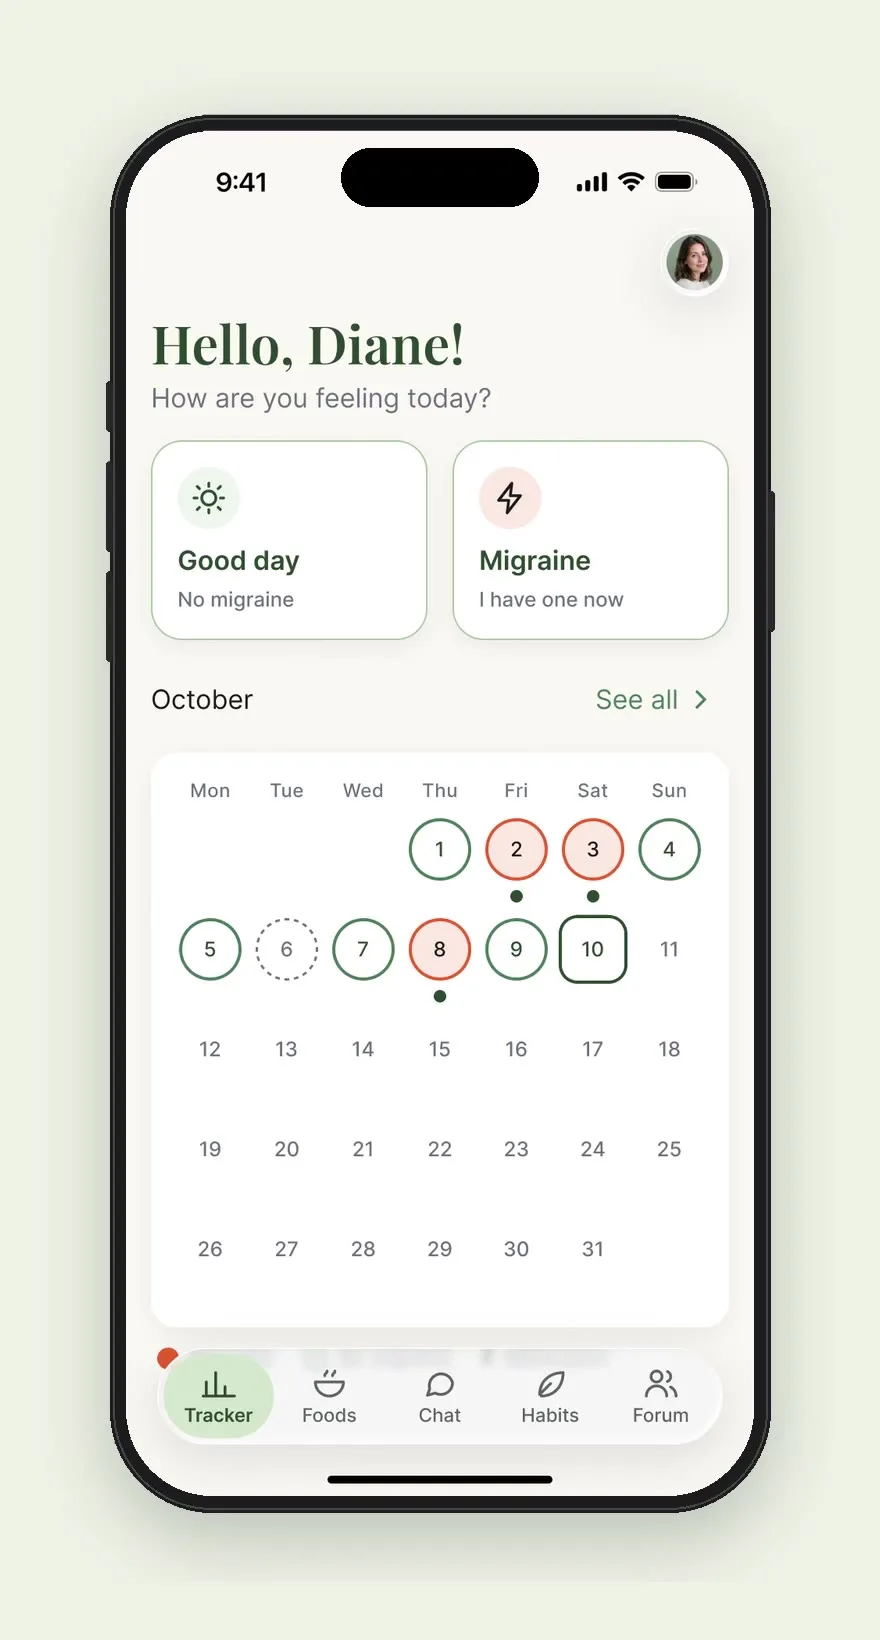 9:41
Hello, Diane!
How are you feeling today?
Good day
No migraine
Migraine
I have one now
October
See all
Mon Tue Wed Thu Fri Sat Sun
1 2 3 4
5 6 7 8 9 10 11
12 13 14 15 16 17 18
19 20 21 22 23 24 25
26 27 28 29 30 31
Tracker Foods Chat Habits Forum